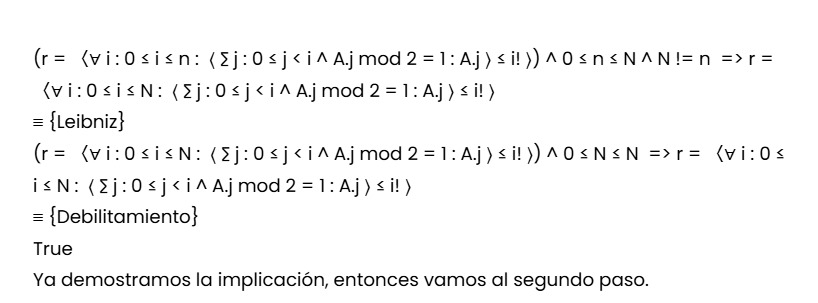 (r = ⟨∀ i : 0 ≤ i ≤ n : ⟨ ∑ j : 0 ≤ j < i ∧ A.j mod 2 = 1 : A.j ⟩ ≤ i! ⟩) ∧ 0 ≤ n ≤ N ∧ N != n => r =
⟨∀ i : 0 ≤ i ≤ N : ⟨ ∑ j : 0 ≤ j < i ∧ A.j mod 2 = 1 : A.j ⟩ ≤ i! ⟩
≡ {Leibniz}
(r = ⟨∀ i : 0 ≤ i ≤ N : ⟨ ∑ j : 0 ≤ j < i ∧ A.j mod 2 = 1 : A.j ⟩ ≤ i! ⟩) ∧ 0 ≤ N ≤ N => r = ⟨∀ i : 0 ≤
i ≤ N : ⟨ ∑ j : 0 ≤ j < i ∧ A.j mod 2 = 1 : A.j ⟩ ≤ i! ⟩
≡ {Debilitamiento}
True
Ya demostramos la implicación, entonces vamos al segundo paso.